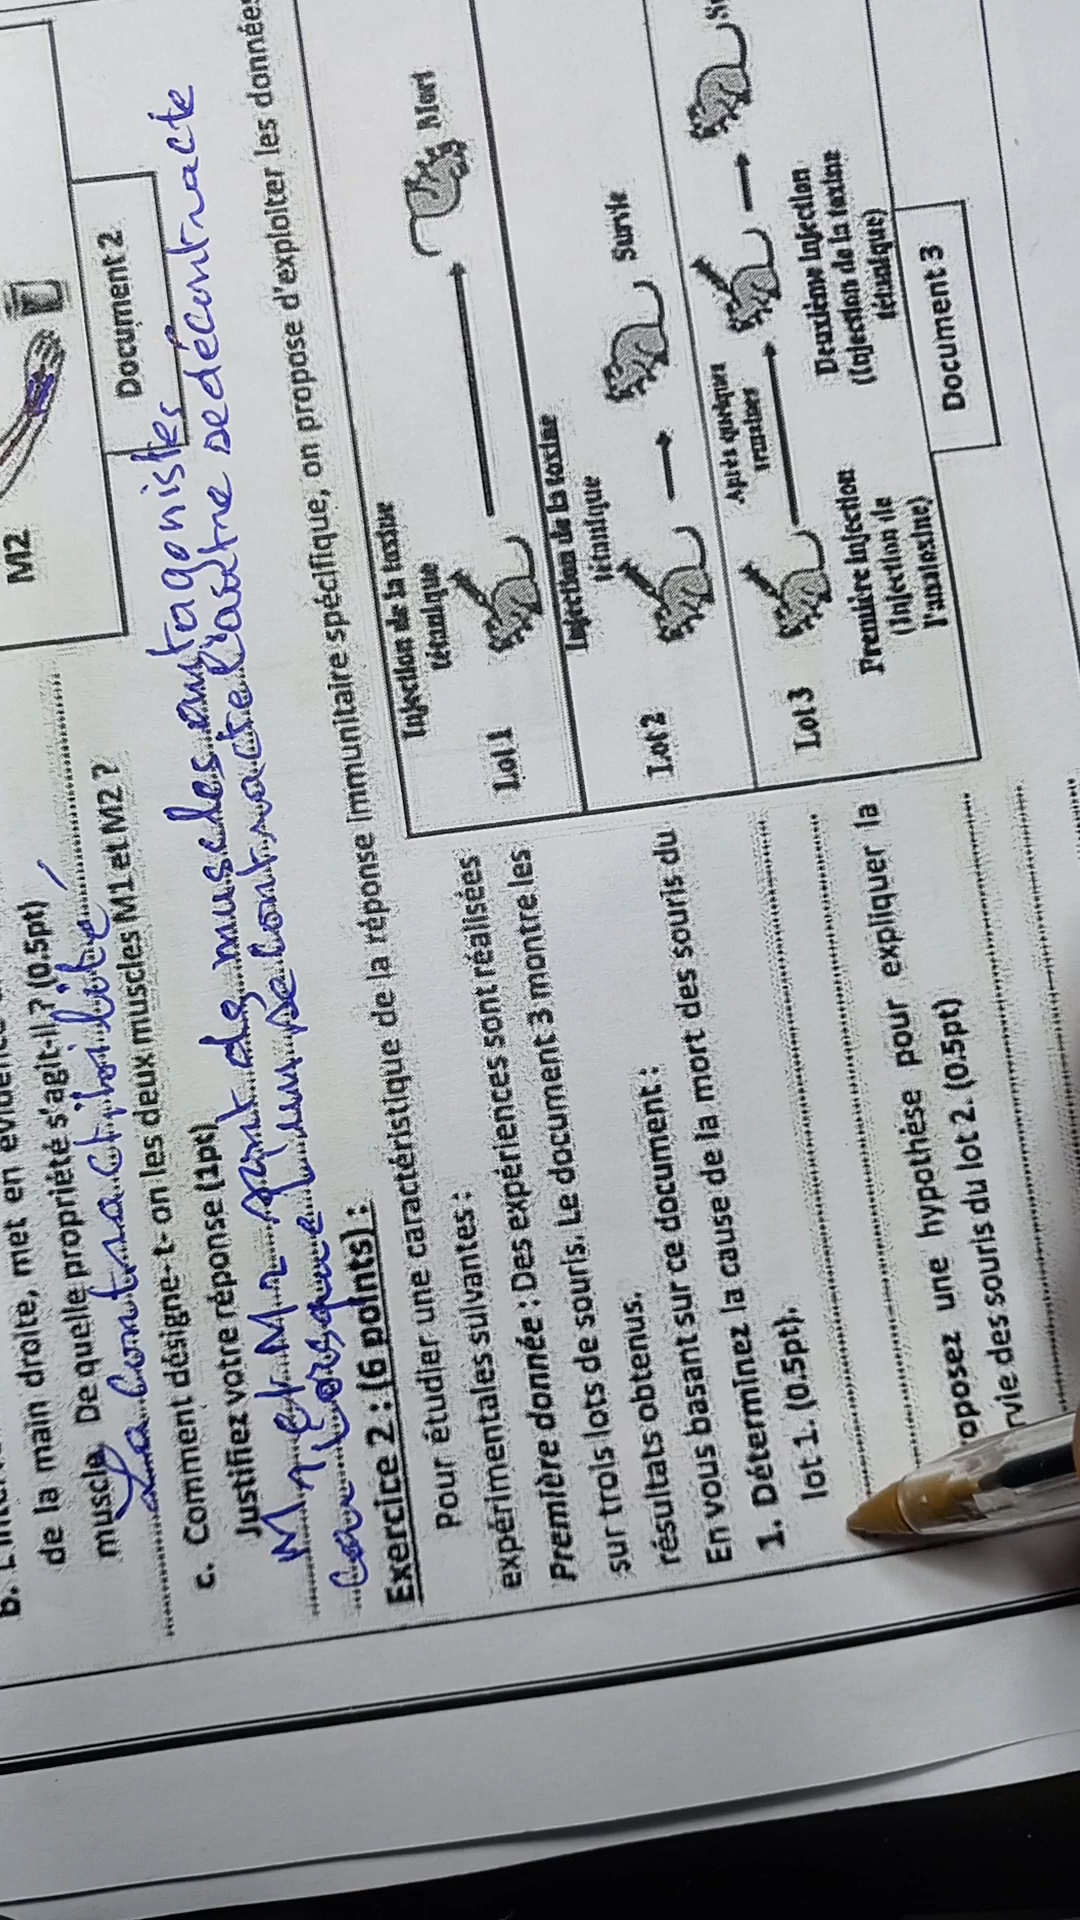 de la main droite, met en
muscle. De quelle propriété s'agit-il ? (0.5pt)
La contractibilité
c. Comment désigne-t-on les deux muscles M1 et M2 ?
Justifiez votre réponse (1pt)
M1 et M2 sont des muscles antagonistes
Car lorsque l'un se contracte l'autre se décontracte
M2
Document 2
Exercice 2 : (6 points) :
Pour étudier une caractéristique de la réponse immunitaire spécifique, on propose d'exploiter les données
expérimentales suivantes :
Première donnée : Des expériences sont réalisées
sur trois lots de souris. Le document 3 montre les
résultats obtenus.
En vous basant sur ce document :
1. Déterminez la cause de la mort des souris du
lot 1. (0.5pt).
oposez une hypothèse pour expliquer la
rvie des souris du lot 2. (0.5pt)
Injection de la toxine
tétanique
Lot 1
Mort
Injection de la toxine
tétanique
Lot 2
Survie
Après quelques
Lot 3
Première injection
(Injection de
l'anatoxine)
Deuxième injection
(Injection de la toxine
tétanique)
Document 3